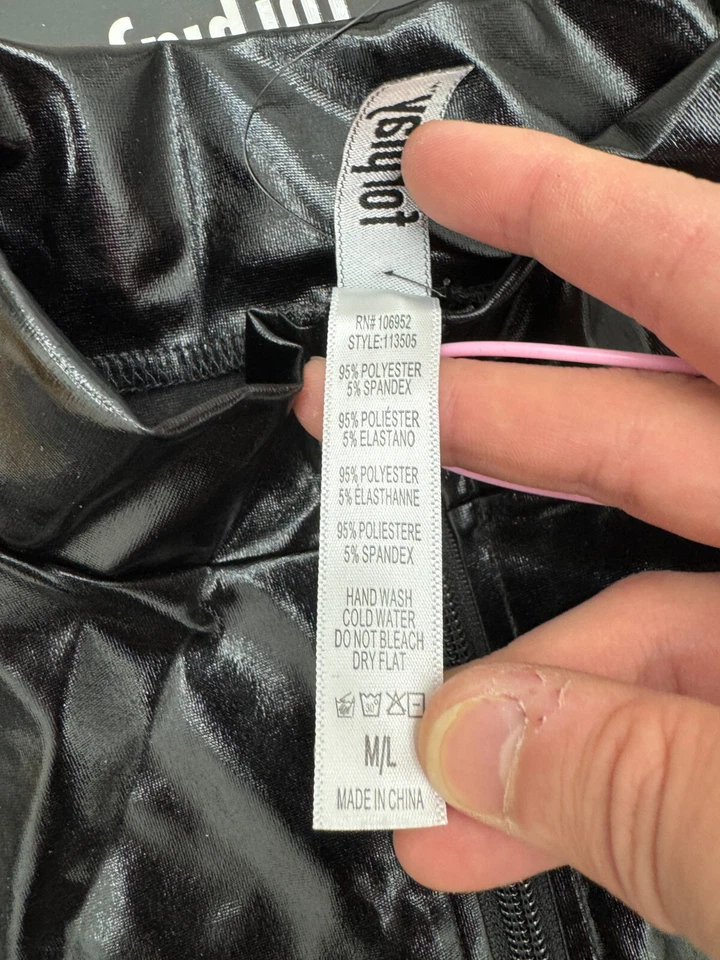 RN# 106952
STYLE:113505
95% POLYESTER
5% SPANDEX
95% POLIÉSTER
5% ELASTANO
95% POLYESTER
5% ÉLASTHANNE
95% POLIESTERE
5% SPANDEX
HAND WASH
COLD WATER
DO NOT BLEACH
DRY FLAT
30°
M/L
MADE IN CHINA